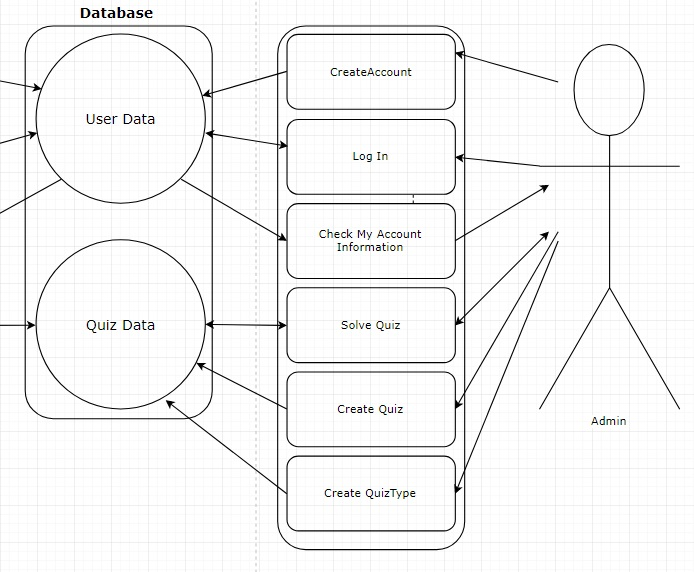 Database
User Data
Quiz Data
CreateAccount
Log In
Check My Account
Information
Solve Quiz
Create Quiz
Create QuizType
Admin